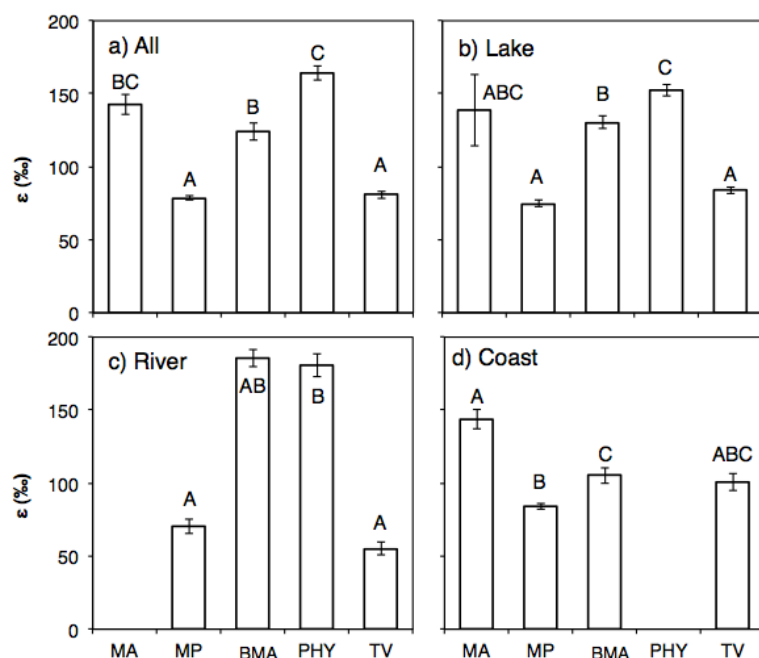 a) All
200
150
100
50
0
ε (‰)
BC
A
B
C
A
b) Lake
ABC
A
B
C
A
c) River
200
150
100
50
0
ε (‰)
A
AB
B
A
MA MP BMA PHY TV
d) Coast
A
B
C
ABC
MA MP BMA PHY TV